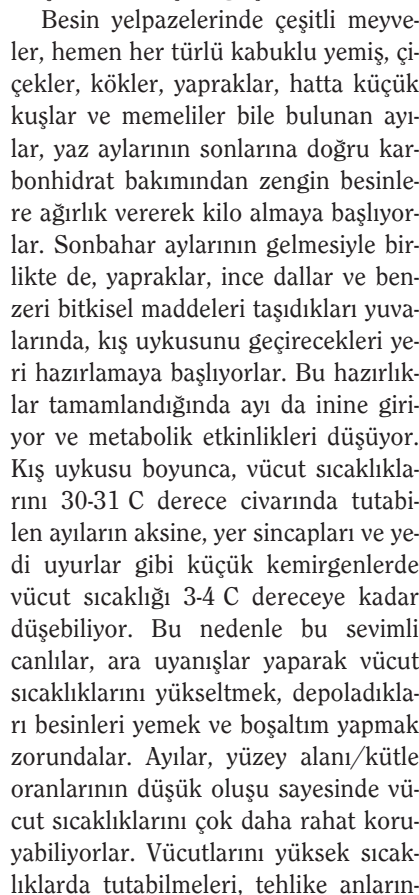 Besin yelpazelerinde çeşitli meyve-
ler, hemen her türlü kabuklu yemiş, çi-
çekler, kökler, yapraklar, hatta küçük
kuşlar ve memeliler bile bulunan ayı-
lar, yaz aylarının sonlarına doğru kar-
bonhidrat bakımından zengin besinle-
re ağırlık vererek kilo almaya başlıyor-
lar. Sonbahar aylarının gelmesiyle bir-
likte de, yapraklar, ince dallar ve ben-
zeri bitkisel maddeleri taşıdıkları yuva-
larında, kış uykusunu geçirecekleri ye-
ri hazırlamaya başlıyorlar. Bu hazırlık-
lar tamamlandığında ayı da inine giri-
yor ve metabolik etkinlikleri düşüyor.
Kış uykusu boyunca, vücut sıcaklıkla-
rını 30-31 C derece civarında tutabi-
len ayıların aksine, yer sincapları ve ye-
di uyurlar gibi küçük kemirgenlerde
vücut sıcaklığı 3-4 C dereceye kadar
düşebiliyor. Bu nedenle bu sevimli
canlılar, ara uyanışlar yaparak vücut
sıcaklıklarını yükseltmek, depoladıkla-
rı besinleri yemek ve boşaltım yapmak
zorundalar. Ayılar, yüzey alanı/kütle
oranlarının düşük oluşu sayesinde vü-
cut sıcaklıklarını çok daha rahat koru-
yabiliyorlar. Vücutlarını yüksek sıcak-
lıklarda tutabilmeleri, tehlike anların-